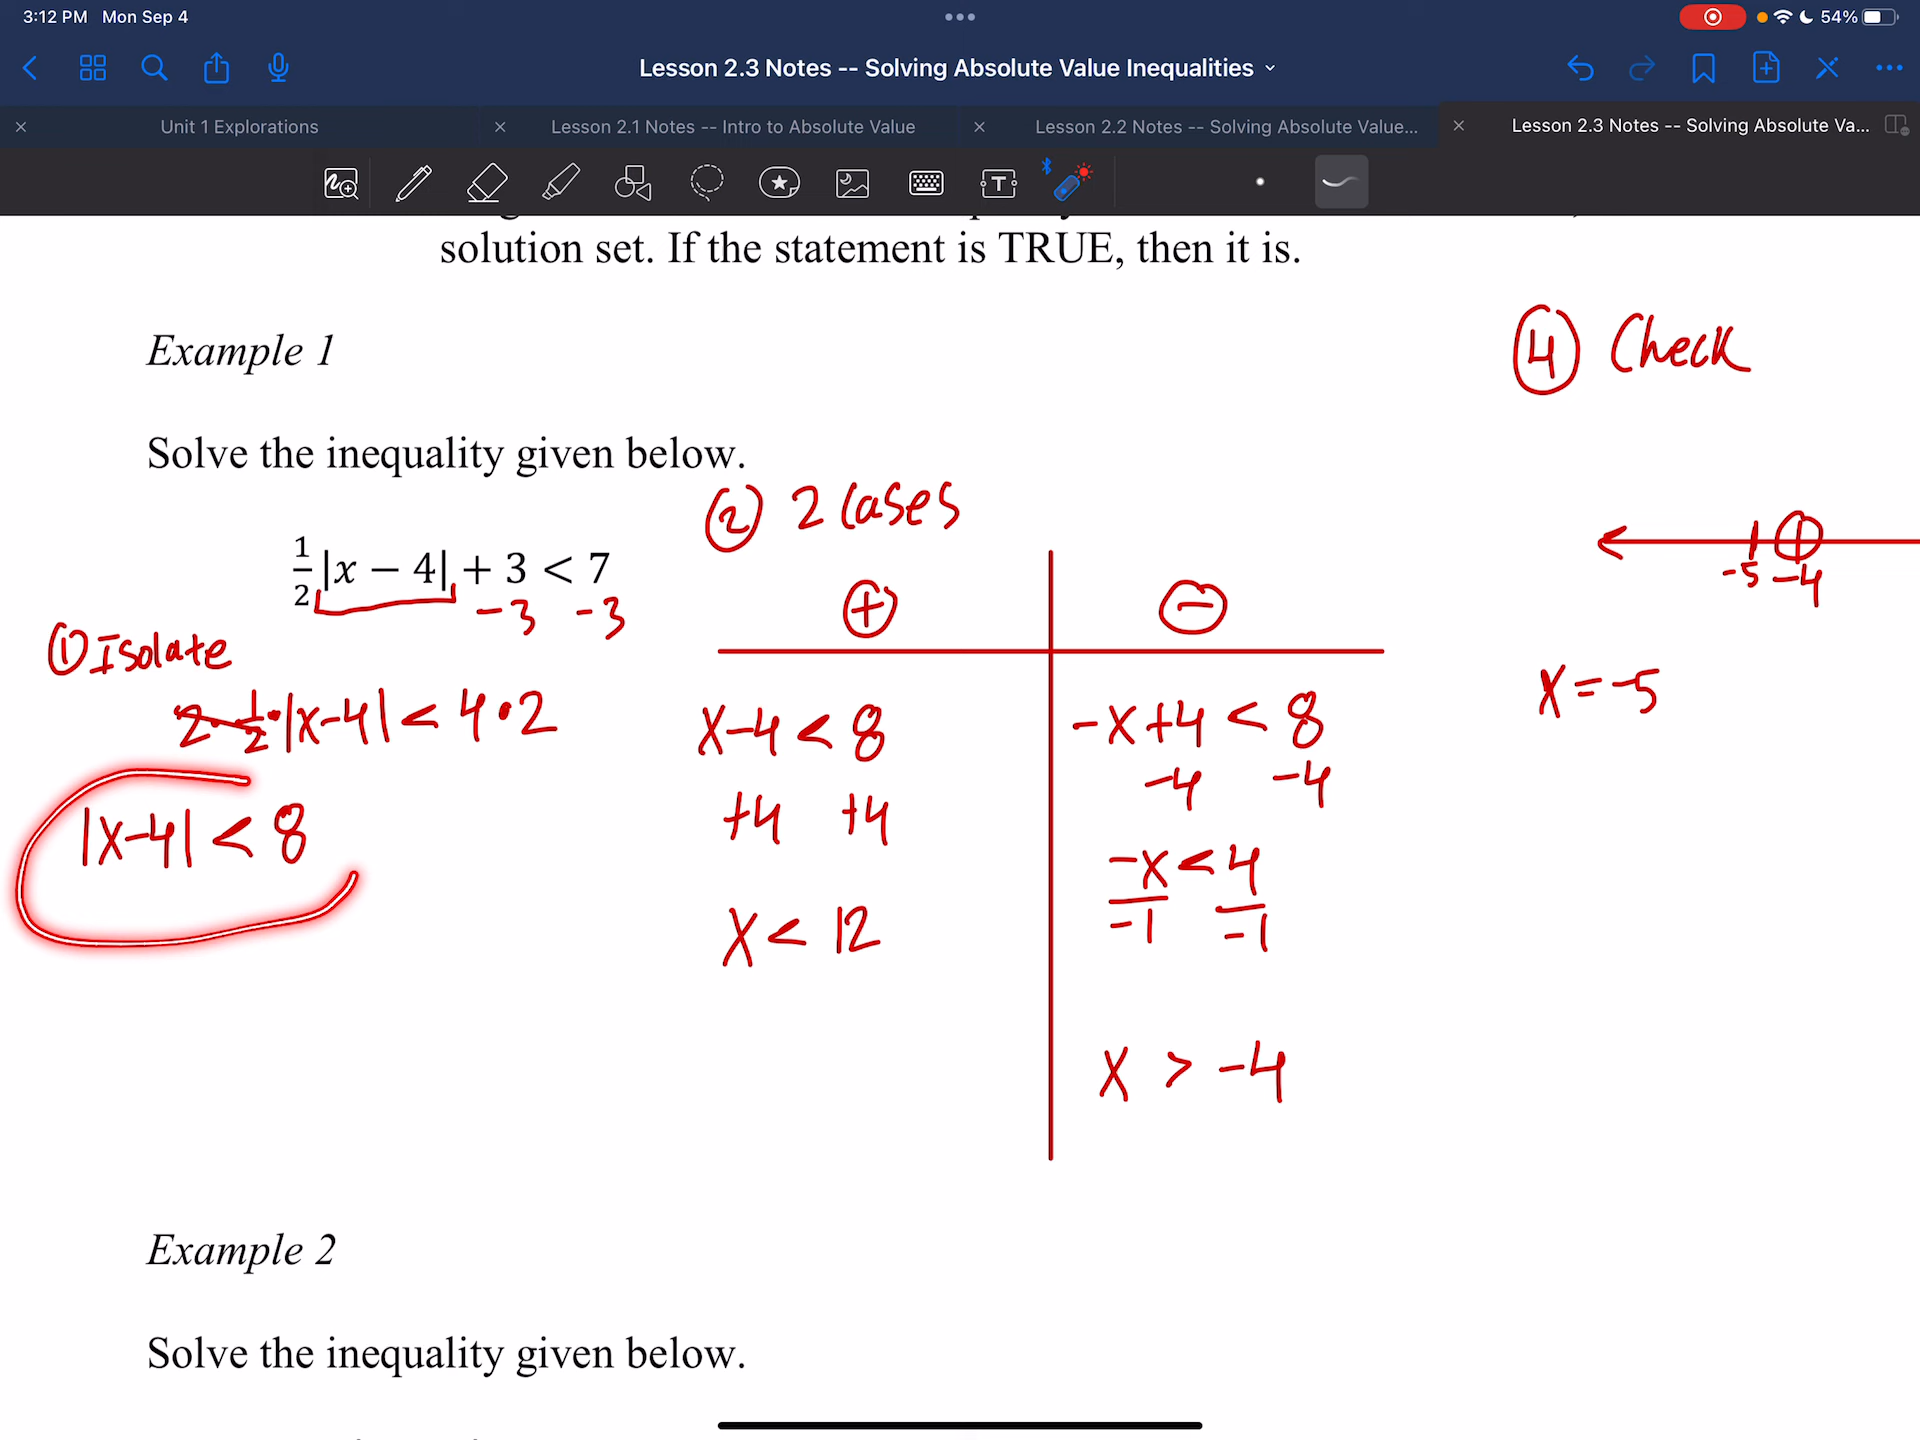 3:12 PM Mon Sep 4
54%
Lesson 2.3 Notes -- Solving Absolute Value Inequalities
Unit 1 Explorations
Lesson 2.1 Notes -- Intro to Absolute Value
Lesson 2.2 Notes -- Solving Absolute Value...
Lesson 2.3 Notes -- Solving Absolute Va...
solution set. If the statement is TRUE, then it is.
Example 1
④ Check
Solve the inequality given below.
② 2 Cases
1/2|x − 4| + 3 < 7
-3 -3
-5 -4
⊕ ⊖
① Isolate
2 · 1/2 · |x-4| < 4 • 2
x-4 < 8
-x+4 < 8
x = -5
+4 +4
-4 -4
|x-4| < 8
-x < 4
-1 -1
x < 12
x > -4
Example 2
Solve the inequality given below.